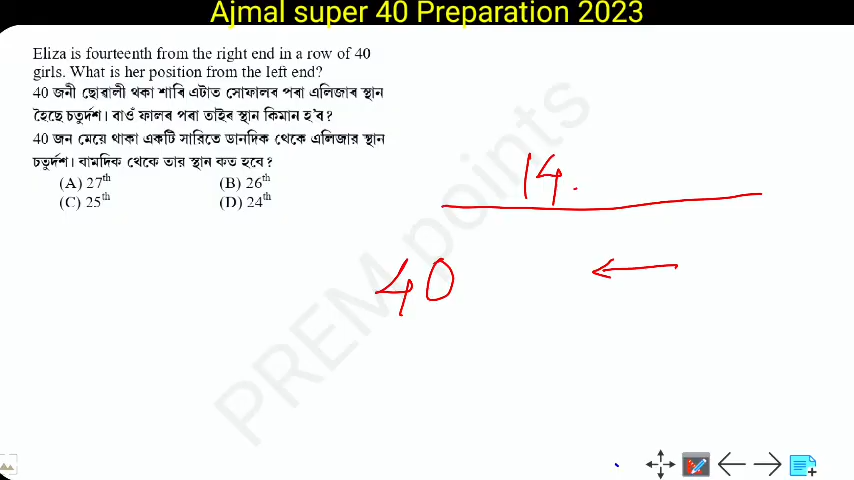 Ajmal super 40 Preparation 2023
Eliza is fourteenth from the right end in a row of 40
girls. What is her position from the left end?
40 জনী ছোৱালী থকা শাৰি এটাত সোফালৰ পৰা এলিজাৰ স্থান
হৈছে চতুৰ্দশ। বাওঁ ফালৰ পৰা তাইৰ স্থান কিমান হ'ব?
40 জন মেয়ে থাকা একটি সারিতে ডানদিক থেকে এলিজার স্থান
চতুর্দশ। বামদিক থেকে তার স্থান কত হবে?
(A) 27th (B) 26th
(C) 25th (D) 24th
14.
40
PREM points